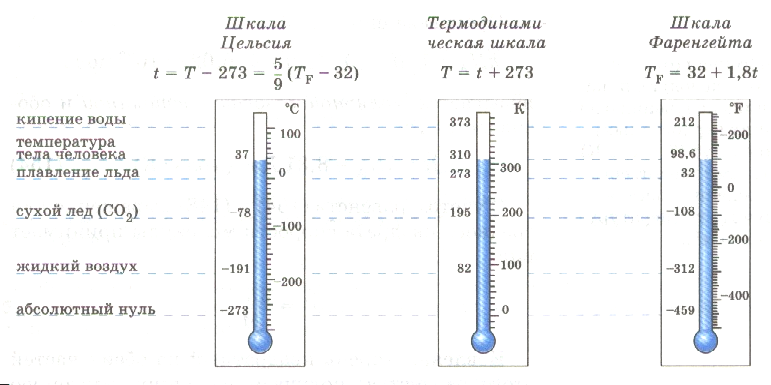 Шкала
Цельсия
t = T − 273 = 5/9 (T_F − 32)
Термодинами-
ческая шкала
T = t + 273
Шкала
Фаренгейта
T_F = 32 + 1,8t
°C
К
°F
кипение воды
100
373
212
200
температура
тела человека
37
310
300
98,6
плавление льда
0
273
32
0
сухой лед (CO₂)
−78
−100
195
200
−108
−200
жидкий воздух
−191
−200
82
100
−312
−400
абсолютный нуль
−273
0
−459